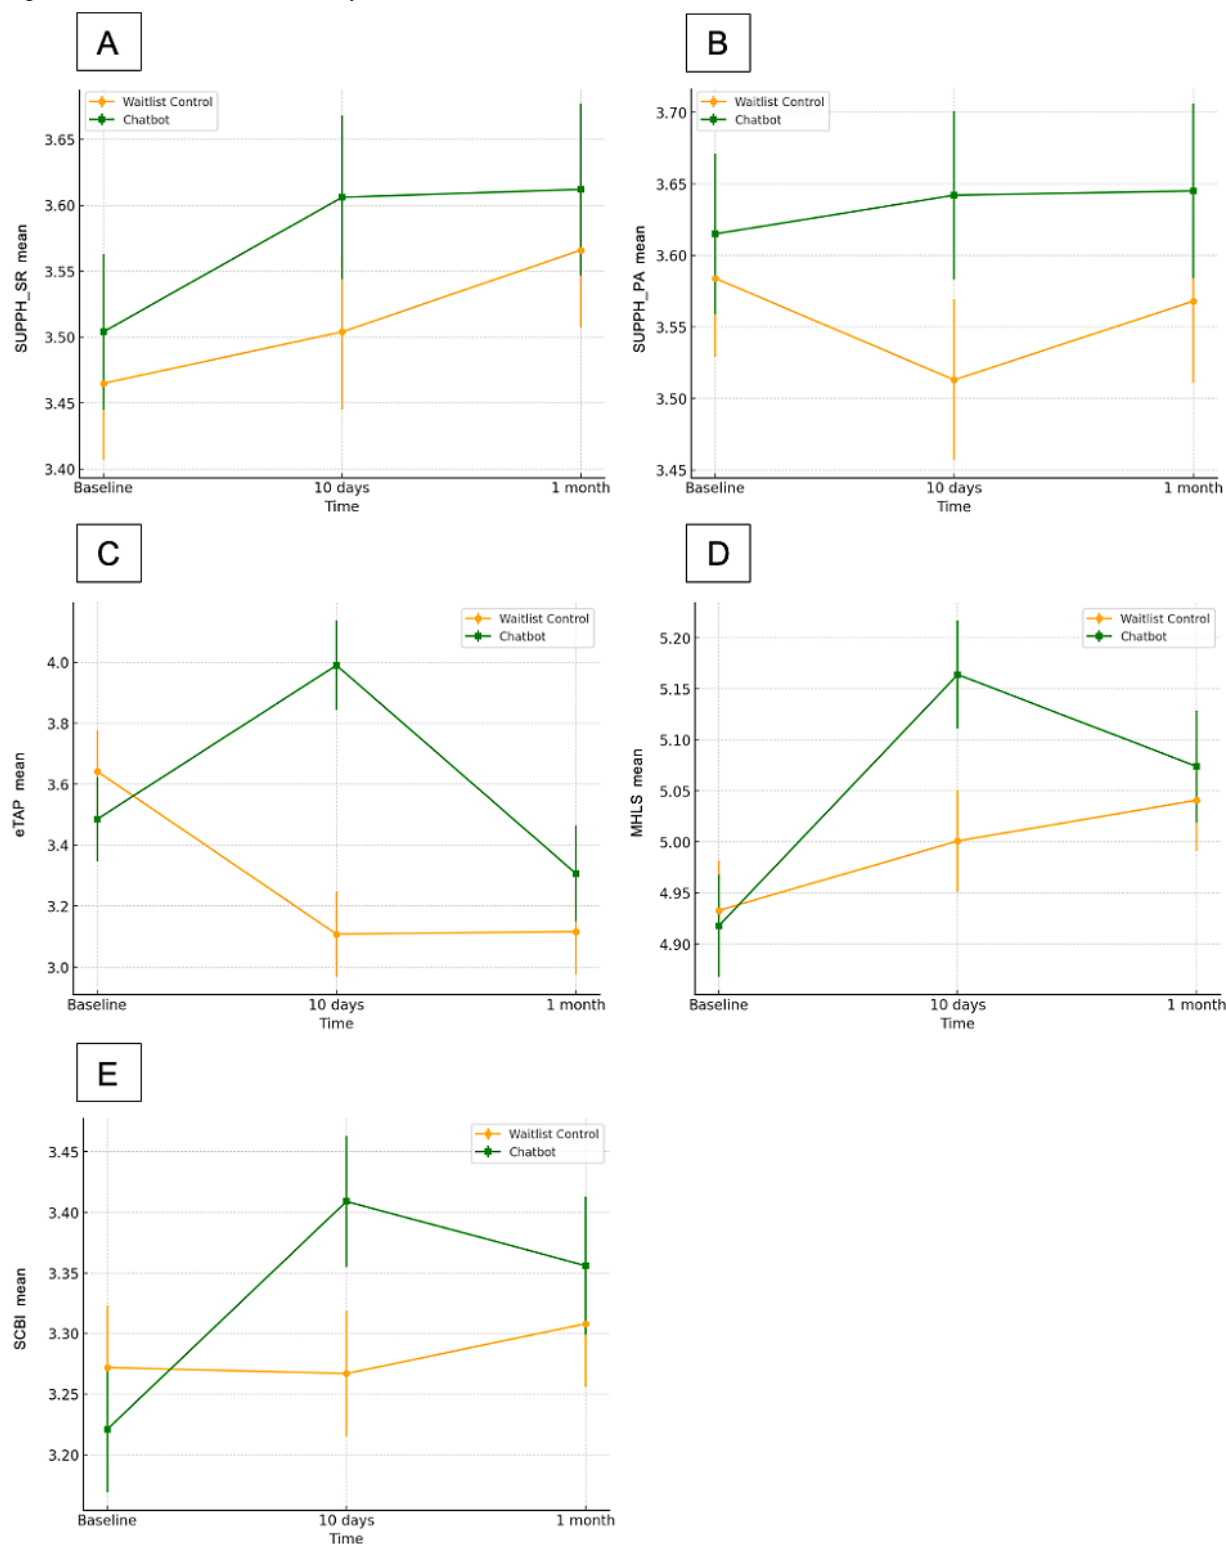 A
Waitlist Control
Chatbot
3.65
3.60
3.55
3.50
3.45
3.40
SUPPH_SR mean
Baseline
10 days
1 month
Time
B
Waitlist Control
Chatbot
3.70
3.65
3.60
3.55
3.50
3.45
SUPPH_PA mean
Baseline
10 days
1 month
Time
C
Waitlist Control
Chatbot
4.0
3.8
3.6
3.4
3.2
3.0
eTAP mean
Baseline
10 days
1 month
Time
D
Waitlist Control
Chatbot
5.20
5.15
5.10
5.05
5.00
4.95
4.90
MHLS mean
Baseline
10 days
1 month
Time
E
Waitlist Control
Chatbot
3.45
3.40
3.35
3.30
3.25
3.20
SCBI mean
Baseline
10 days
1 month
Time